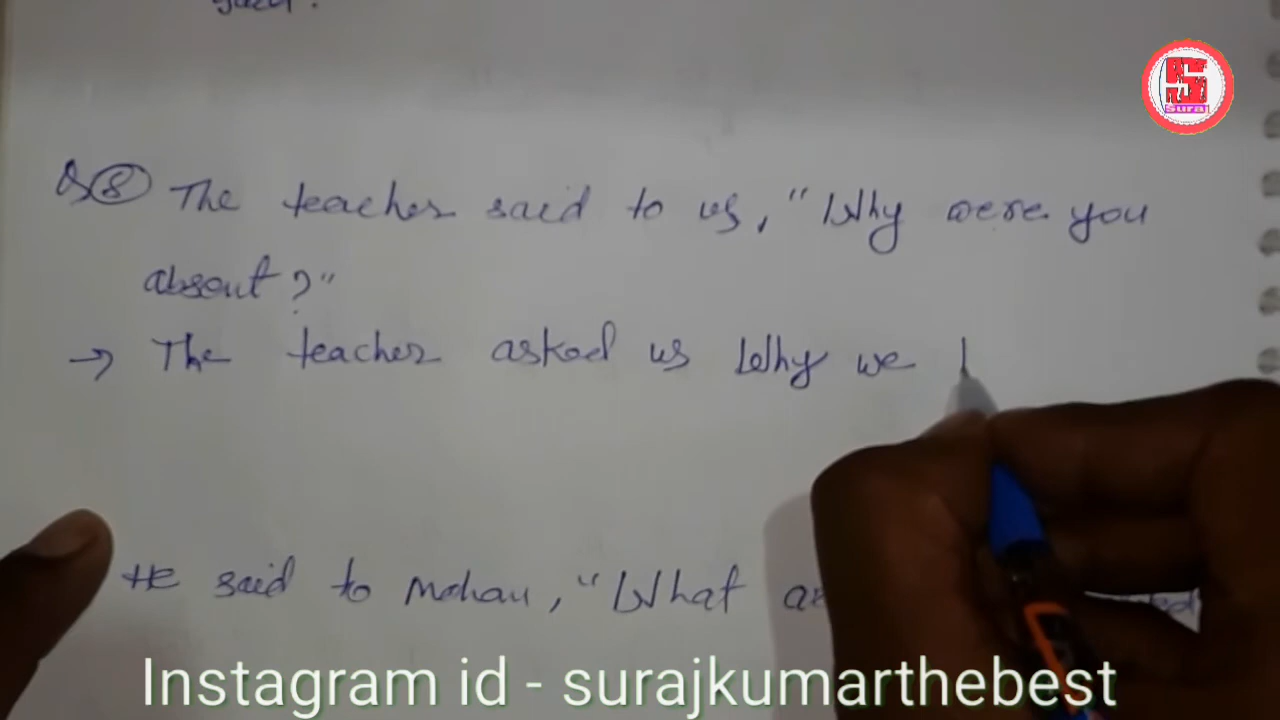 Suraj
Q⑧ The teacher said to us, "Why were you
absent?"
→ The teacher asked us Why we
He said to Mohan, "What
Instagram id - surajkumarthebest